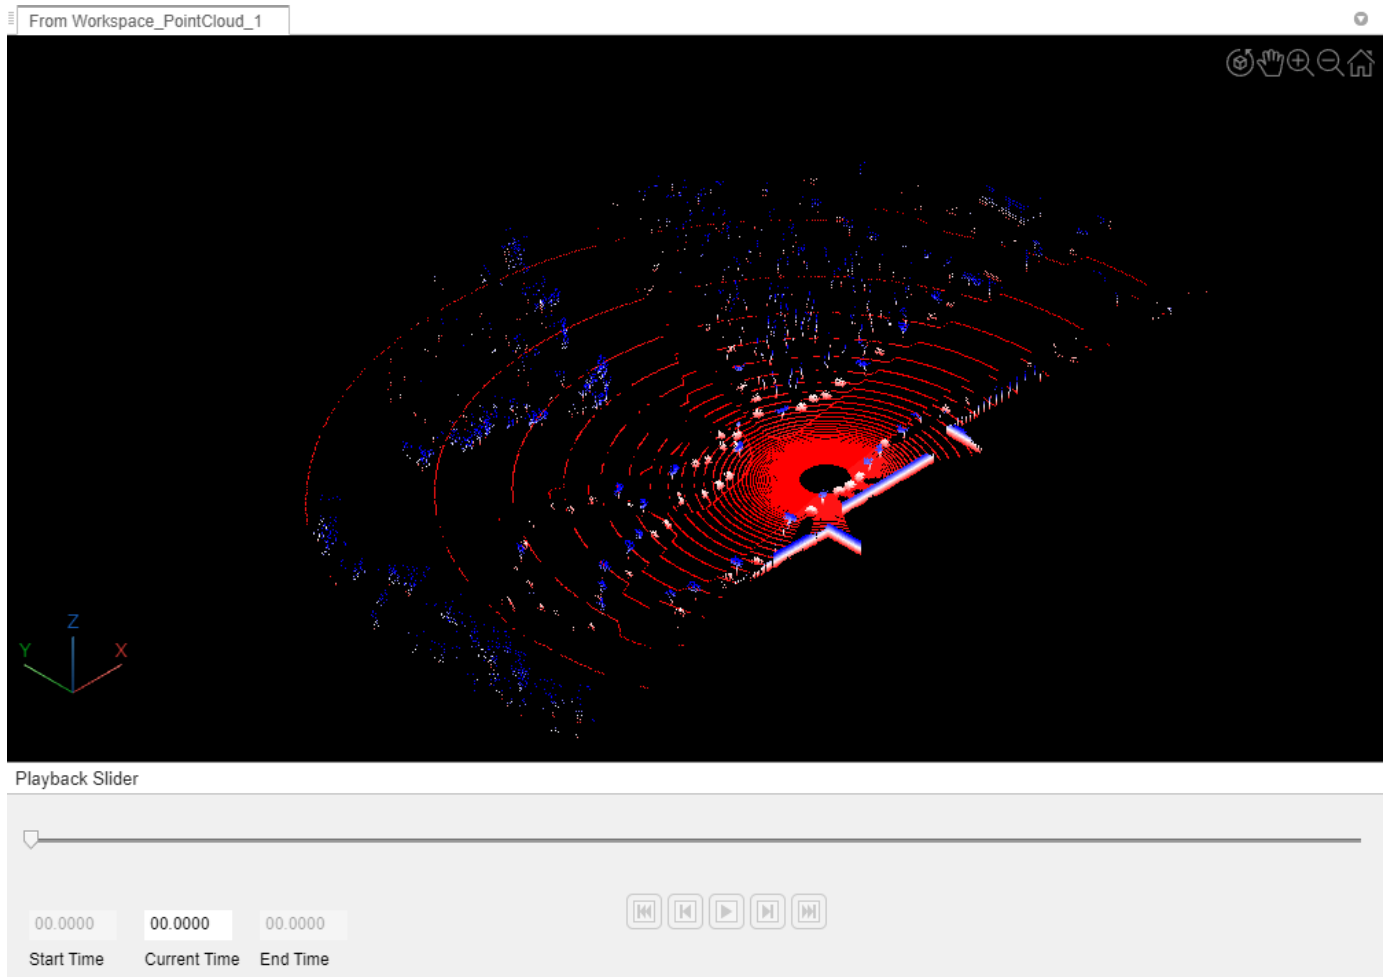 From Workspace_PointCloud_1
Z
Y X
Playback Slider
00.0000 00.0000 00.0000
Start Time Current Time End Time